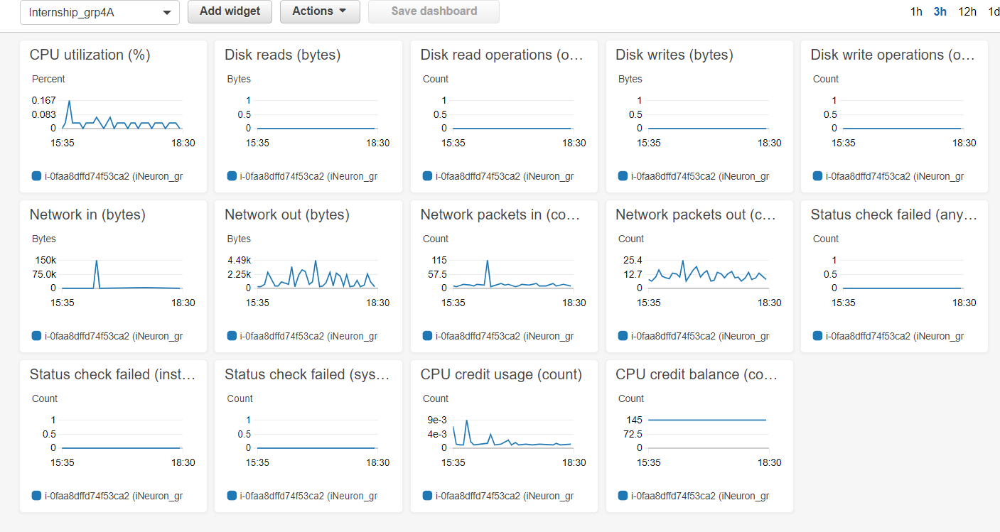 Internship_grp4A
Add widget
Actions
Save dashboard
1h 3h 12h 1d
CPU utilization (%)
Percent
0.167
0.083
0
15:35 18:30
i-0faa8dffd74f53ca2 (iNeuron_gr
Disk reads (bytes)
Bytes
1
0.5
0
15:35 18:30
i-0faa8dffd74f53ca2 (iNeuron_gr
Disk read operations (o…
Count
1
0.5
0
15:35 18:30
i-0faa8dffd74f53ca2 (iNeuron_gr
Disk writes (bytes)
Bytes
1
0.5
0
15:35 18:30
i-0faa8dffd74f53ca2 (iNeuron_gr
Disk write operations (o…
Count
1
0.5
0
15:35 18:30
i-0faa8dffd74f53ca2 (iNeuron_gr
Network in (bytes)
Bytes
150k
75.0k
0
15:35 18:30
i-0faa8dffd74f53ca2 (iNeuron_gr
Network out (bytes)
Bytes
4.49k
2.25k
0
15:35 18:30
i-0faa8dffd74f53ca2 (iNeuron_gr
Network packets in (co…
Count
115
57.5
0
15:35 18:30
i-0faa8dffd74f53ca2 (iNeuron_gr
Network packets out (c…
Count
25.4
12.7
0
15:35 18:30
i-0faa8dffd74f53ca2 (iNeuron_gr
Status check failed (any…
Count
1
0.5
0
15:35 18:30
i-0faa8dffd74f53ca2 (iNeuron_gr
Status check failed (inst…
Count
1
0.5
0
15:35 18:30
i-0faa8dffd74f53ca2 (iNeuron_gr
Status check failed (sys…
Count
1
0.5
0
15:35 18:30
i-0faa8dffd74f53ca2 (iNeuron_gr
CPU credit usage (count)
Count
9e-3
4e-3
0
15:35 18:30
i-0faa8dffd74f53ca2 (iNeuron_gr
CPU credit balance (co…
Count
145
72.5
0
15:35 18:30
i-0faa8dffd74f53ca2 (iNeuron_gr